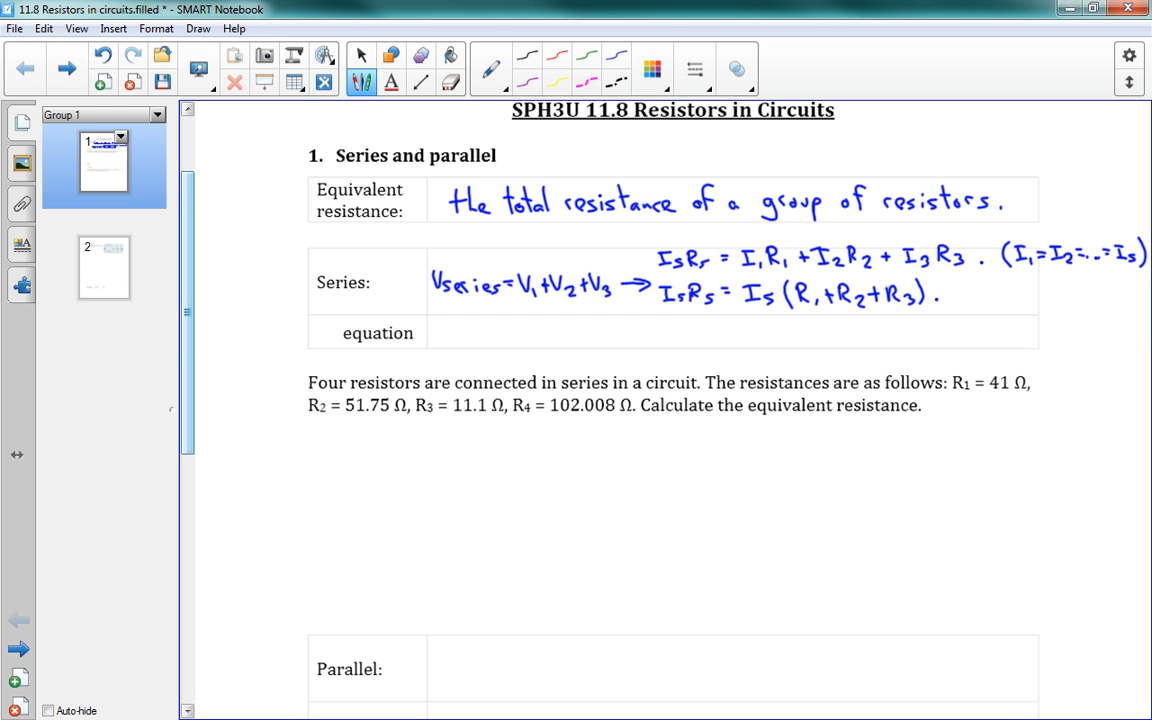 11.8 Resistors in circuits.filled * - SMART Notebook
File Edit View Insert Format Draw Help
Group 1
1
2
SPH3U 11.8 Resistors in Circuits
1. Series and parallel
Equivalent resistance:
the total resistance of a group of resistors.
Series:
Vseries=V₁+V₂+V₃ →
IsRs = I₁R₁ + I₂R₂ + I₃R₃ . (I₁=I₂=...=Is)
IsRs = Is (R₁+R₂+R₃) .
equation
Four resistors are connected in series in a circuit. The resistances are as follows: R₁ = 41 Ω,
R₂ = 51.75 Ω, R₃ = 11.1 Ω, R₄ = 102.008 Ω. Calculate the equivalent resistance.
Parallel:
Auto-hide